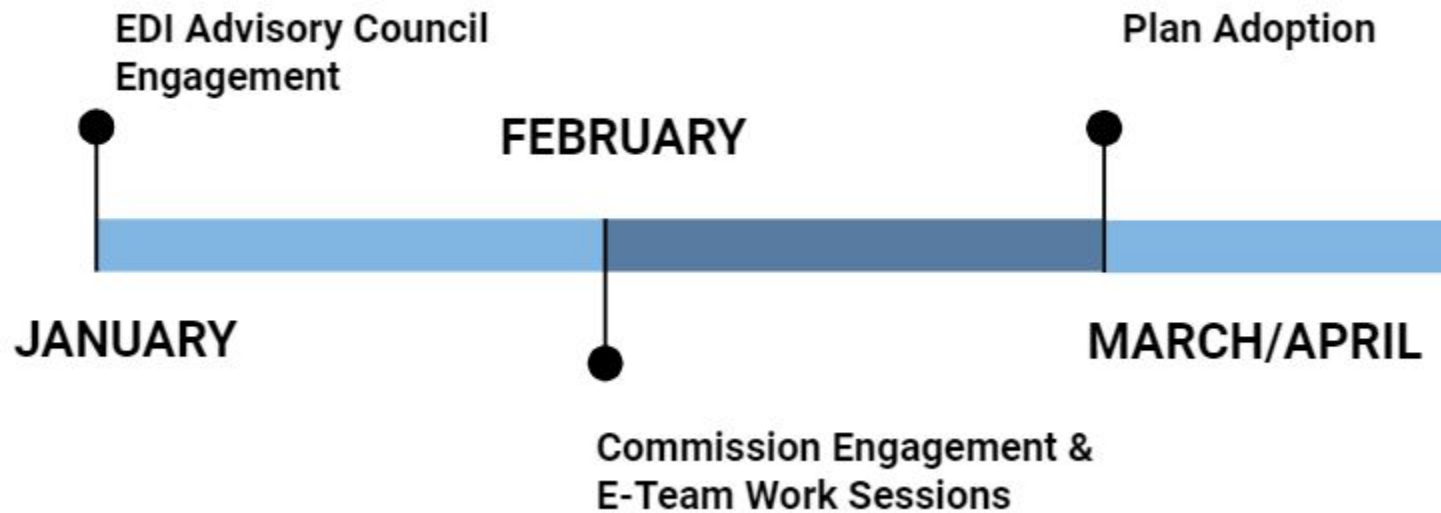 EDI Advisory Council
Engagement
Plan Adoption
FEBRUARY
JANUARY
MARCH/APRIL
Commission Engagement &
E-Team Work Sessions